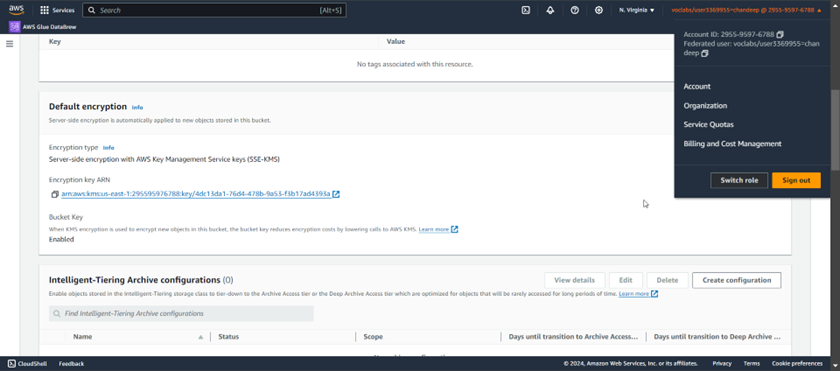 aws
Services
Search
[Alt+S]
N. Virginia
voclabs/user3369955=chandeep @ 2955-9597-6788
AWS Glue DataBrew
Account ID: 2955-9597-6788
Federated user: voclabs/user3369955=chan
deep
Account
Organization
Service Quotas
Billing and Cost Management
Switch role
Sign out
Key
Value
No tags associated with this resource.
Default encryption Info
Server-side encryption is automatically applied to new objects stored in this bucket.
Encryption type Info
Server-side encryption with AWS Key Management Service keys (SSE-KMS)
Encryption key ARN
arn:aws:kms:us-east-1:295595976788:key/4dc13da1-76d4-478b-9a53-f3b17ad4393a
Bucket Key
When KMS encryption is used to encrypt new objects in this bucket, the bucket key reduces encryption costs by lowering calls to AWS KMS. Learn more
Enabled
Intelligent-Tiering Archive configurations (0)
View details
Edit
Delete
Create configuration
Enable objects stored in the Intelligent-Tiering storage class to tier-down to the Archive Access tier or the Deep Archive Access tier which are optimized for objects that will be rarely accessed for long periods of time. Learn more
Find Intelligent-Tiering Archive configurations
Name
Status
Scope
Days until transition to Archive Access...
Days until transition to Deep Archive ...
CloudShell
Feedback
© 2024, Amazon Web Services, Inc. or its affiliates.
Privacy
Terms
Cookie preferences